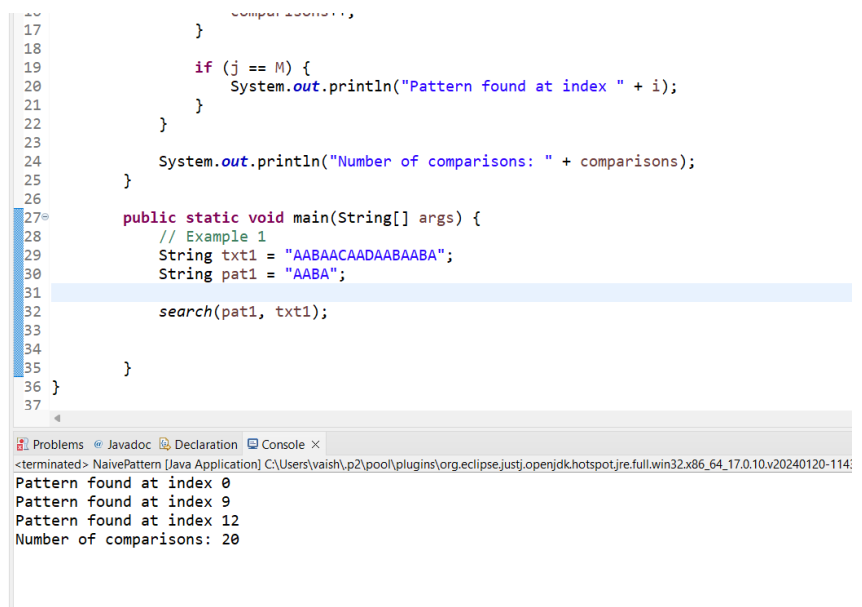 17 }
18
19 if (j == M) {
20 System.out.println("Pattern found at index " + i);
21 }
22 }
23
24 System.out.println("Number of comparisons: " + comparisons);
25 }
26
27 public static void main(String[] args) {
28 // Example 1
29 String txt1 = "AABAACAADAABAABA";
30 String pat1 = "AABA";
31
32 search(pat1, txt1);
33
34
35 }
36 }
37
Problems @ Javadoc Declaration Console ×
<terminated> NaivePattern [Java Application] C:\Users\vaish\.p2\pool\plugins\org.eclipse.justj.openjdk.hotspot.jre.full.win32.x86_64_17.0.10.v20240120-1143
Pattern found at index 0
Pattern found at index 9
Pattern found at index 12
Number of comparisons: 20